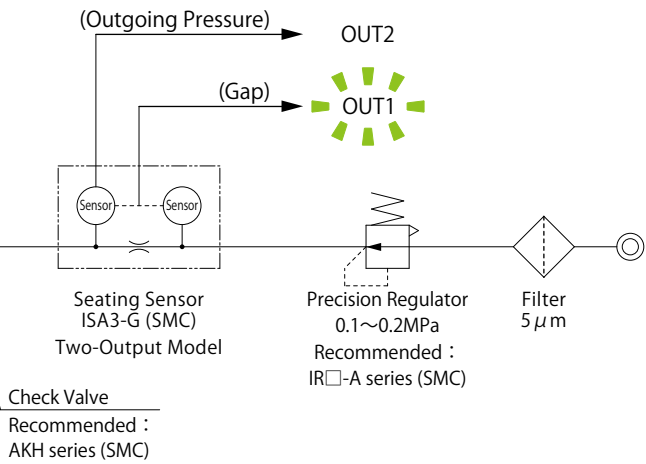 (Outgoing Pressure)
OUT2
(Gap)
OUT1
Sensor
Sensor
Seating Sensor
ISA3-G (SMC)
Two-Output Model
Precision Regulator
0.1～0.2MPa
Recommended：
IR□-A series (SMC)
Filter
5μm
Check Valve
Recommended：
AKH series (SMC)